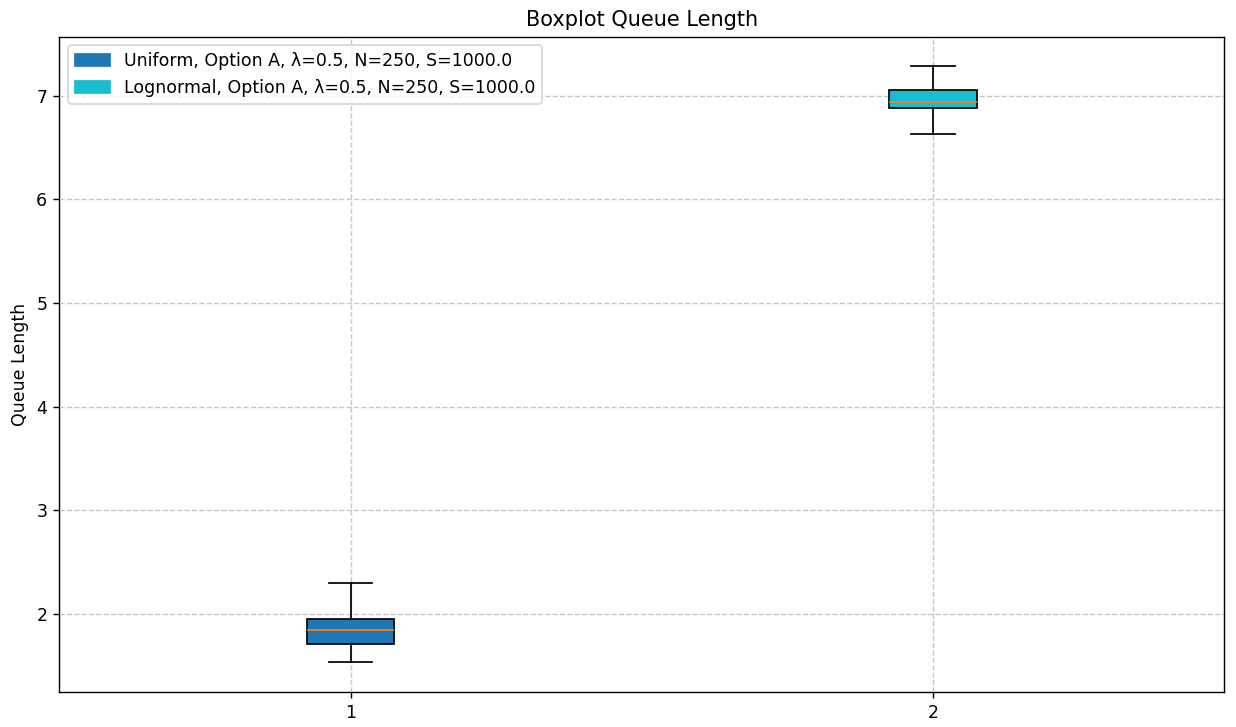 Boxplot Queue Length
Uniform, Option A, λ=0.5, N=250, S=1000.0
Lognormal, Option A, λ=0.5, N=250, S=1000.0
Queue Length
7
6
5
4
3
2
1
2